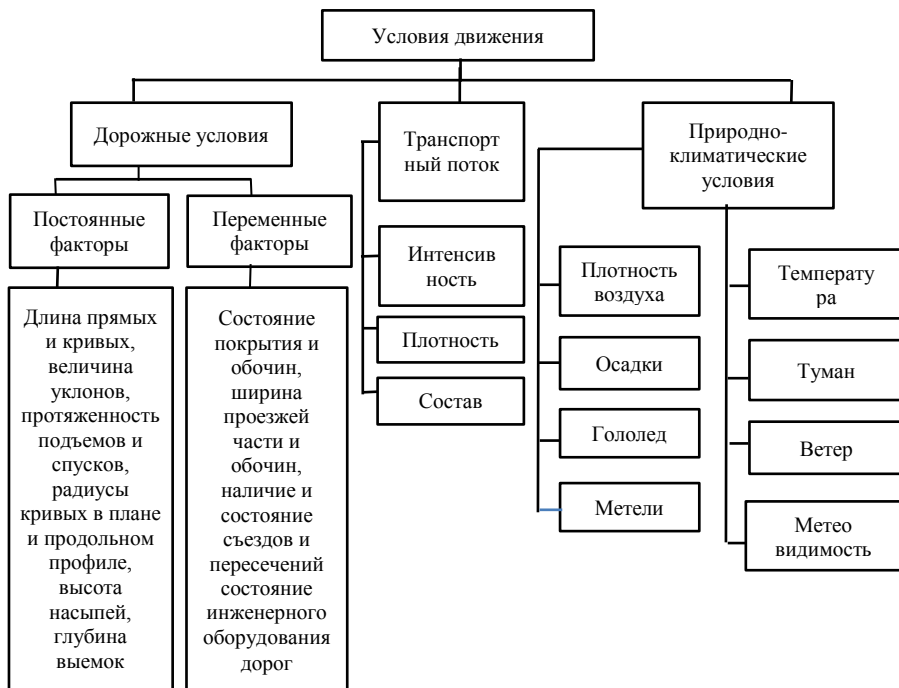 Условия движения
Дорожные условия
Транспорт
ный поток
Природно-
климатические
условия
Постоянные
факторы
Переменные
факторы
Длина прямых
и кривых,
величина
уклонов,
протяженность
подъемов и
спусков,
радиусы
кривых в плане
и продольном
профиле,
высота
насыпей,
глубина
выемок
Состояние
покрытия и
обочин,
ширина
проезжей
части и
обочин,
наличие и
состояние
съездов и
пересечений
состояние
инженерного
оборудования
дорог
Интенсив
ность
Плотность
Состав
Плотность
воздуха
Осадки
Гололед
Метели
Температу
ра
Туман
Ветер
Метео
видимость